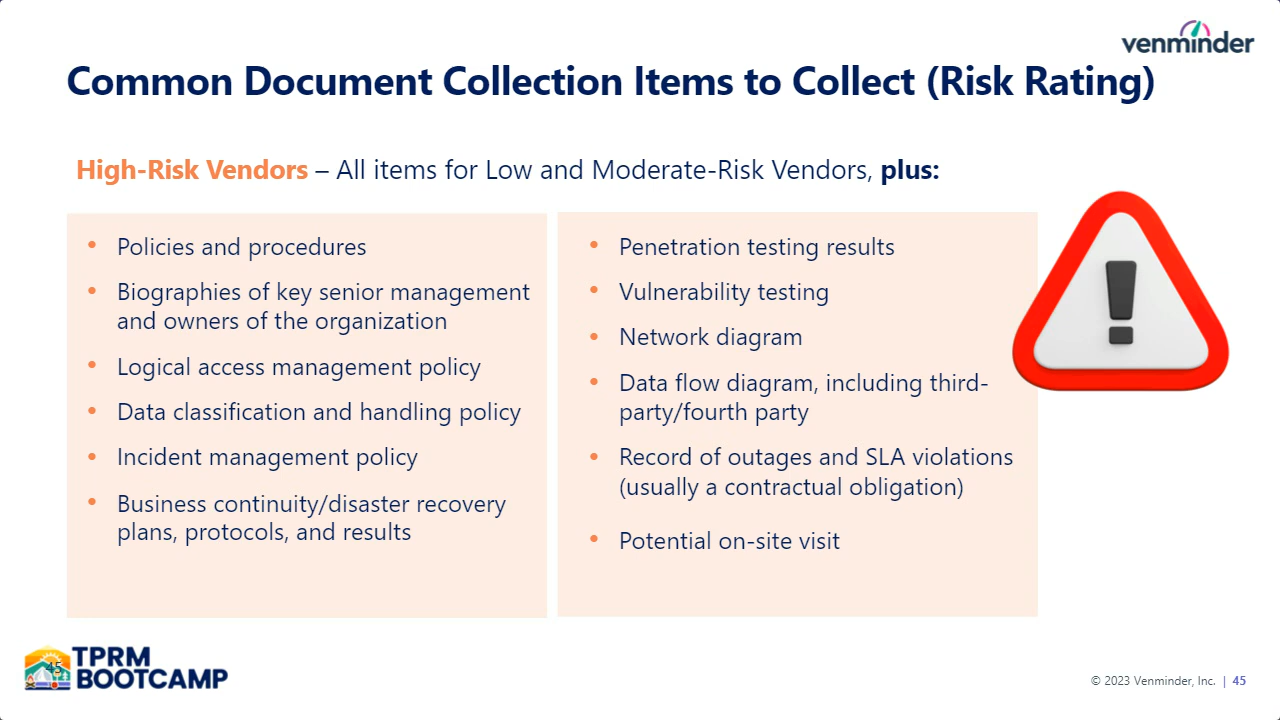 venminder
Common Document Collection Items to Collect (Risk Rating)
High-Risk Vendors – All items for Low and Moderate-Risk Vendors, plus:
• Policies and procedures
• Biographies of key senior management
and owners of the organization
• Logical access management policy
• Data classification and handling policy
• Incident management policy
• Business continuity/disaster recovery
plans, protocols, and results
• Penetration testing results
• Vulnerability testing
• Network diagram
• Data flow diagram, including third-
party/fourth party
• Record of outages and SLA violations
(usually a contractual obligation)
• Potential on-site visit
45
TPRM
BOOTCAMP
© 2023 Venminder, Inc. | 45